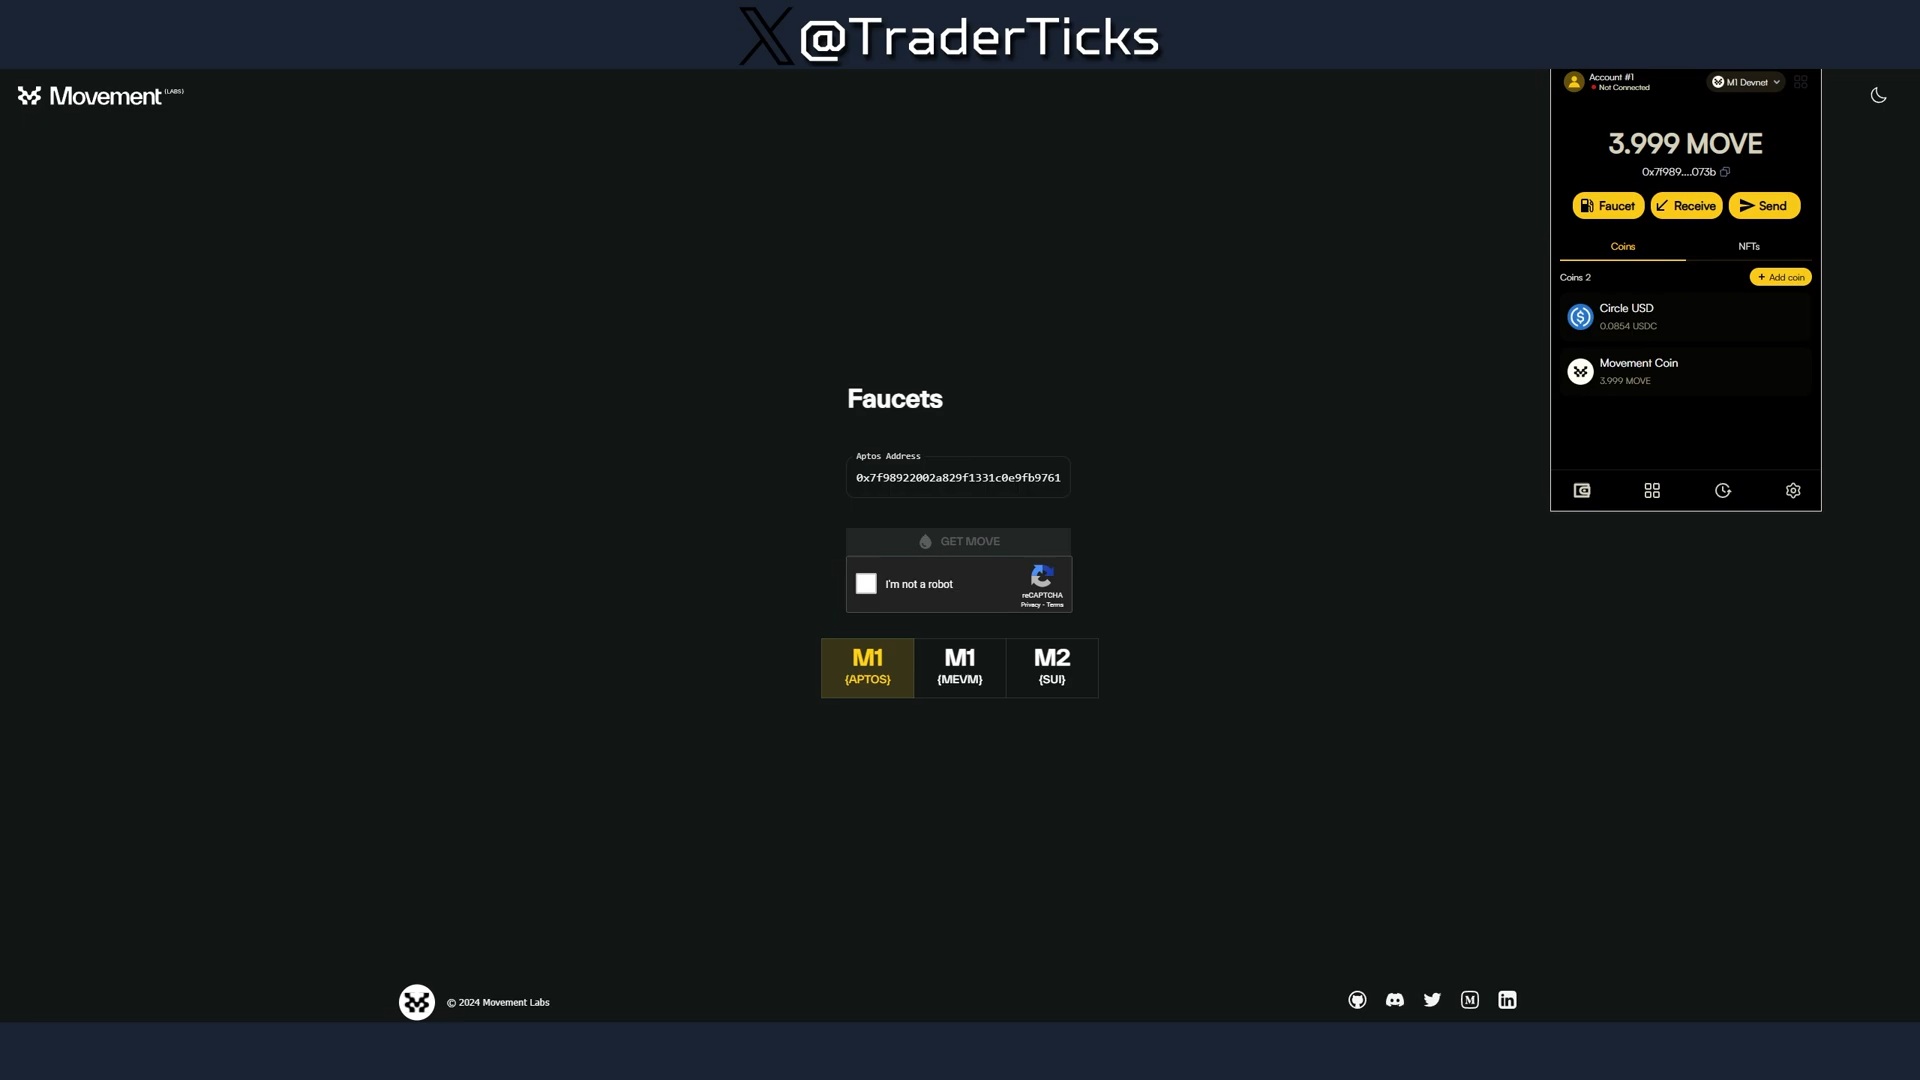 @TraderTicks
Movement {LABS}
Account #1
Not Connected
M1 Devnet
3.999 MOVE
0x7f989....073b
Faucet
Receive
Send
Coins
NFTs
Coins 2
+ Add coin
Circle USD
0.0854 USDC
Movement Coin
3.999 MOVE
Faucets
Aptos Address
0x7f98922002a829f1331c0e9fb9761
GET MOVE
I'm not a robot
reCAPTCHA
Privacy - Terms
M1
{APTOS}
M1
{MEVM}
M2
{SUI}
© 2024 Movement Labs